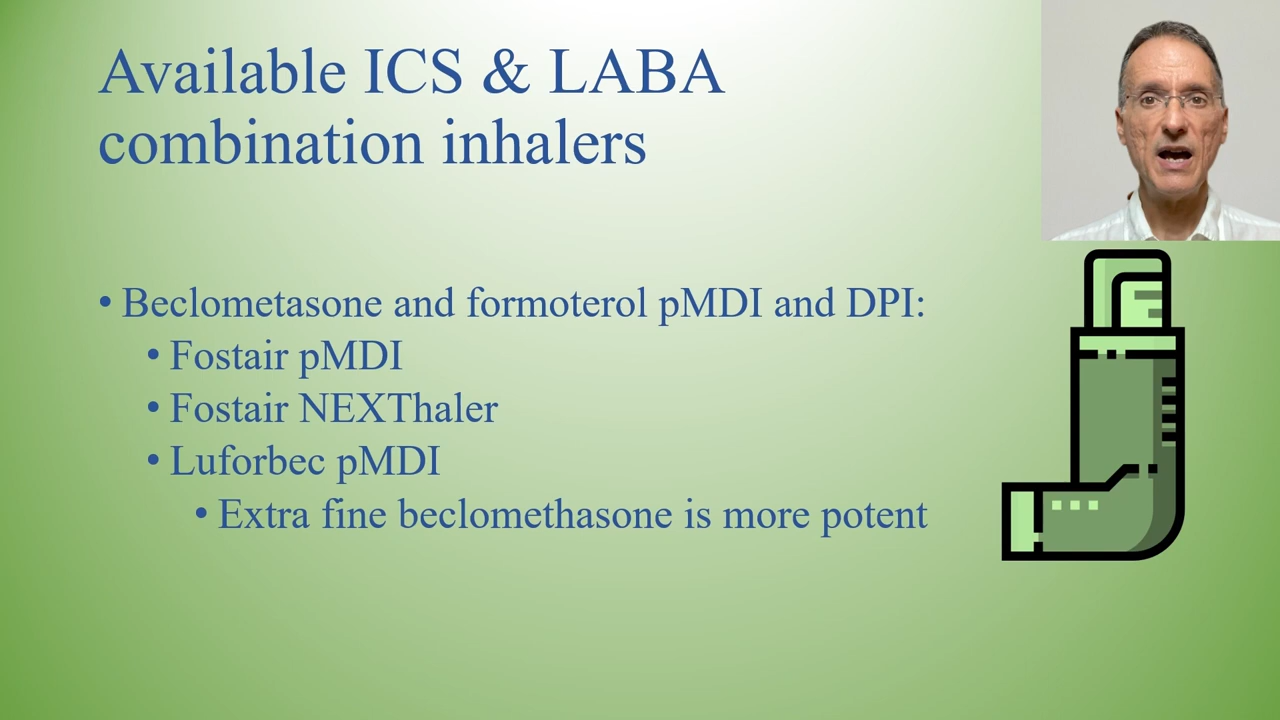 Available ICS & LABA
combination inhalers
• Beclometasone and formoterol pMDI and DPI:
• Fostair pMDI
• Fostair NEXThaler
• Luforbec pMDI
• Extra fine beclomethasone is more potent